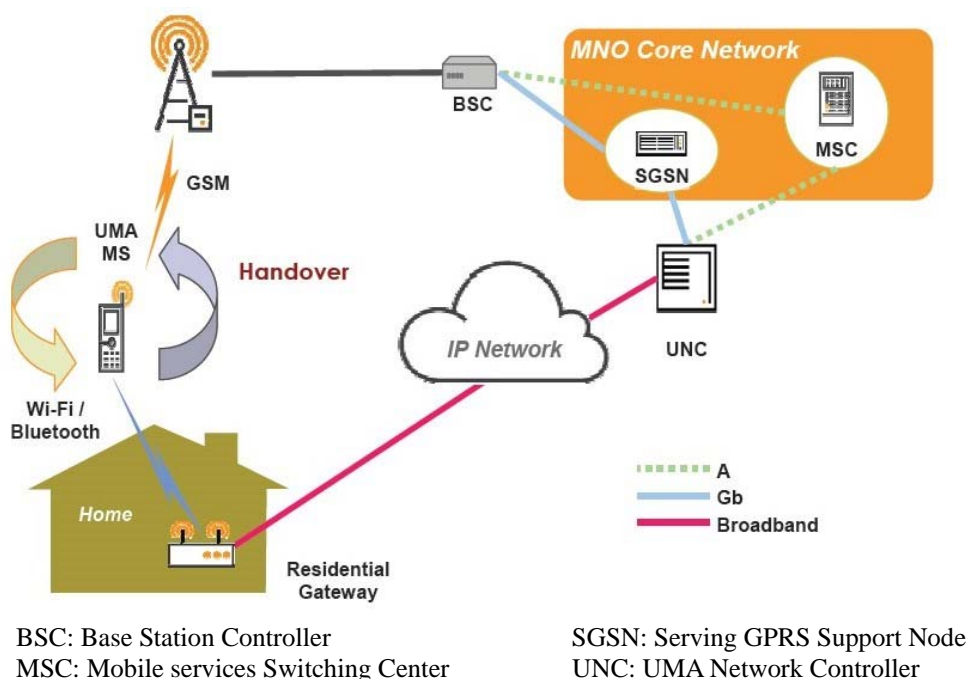 MNO Core Network
BSC
MSC
SGSN
GSM
UMA
MS
Handover
IP Network
UNC
Wi-Fi /
Bluetooth
A
Gb
Broadband
Home
Residential
Gateway
BSC: Base Station Controller
SGSN: Serving GPRS Support Node
MSC: Mobile services Switching Center
UNC: UMA Network Controller